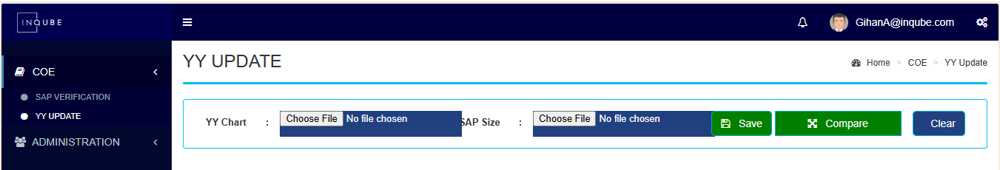 INQUBE
GihanA@inqube.com
COE
SAP VERIFICATION
YY UPDATE
ADMINISTRATION
YY UPDATE
Home > COE > YY Update
YY Chart : Choose File No file chosen SAP Size : Choose File No file chosen Save Compare Clear